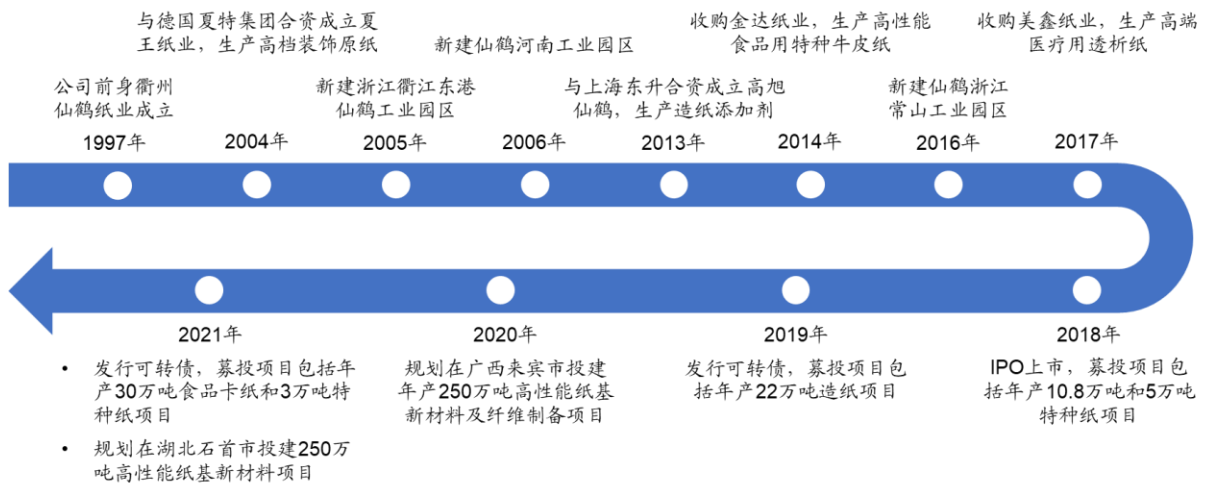 与德国夏特集团合资成立夏
王纸业，生产高档装饰原纸
新建仙鹤河南工业园区
收购金达纸业，生产高性能
食品用特种牛皮纸
收购美鑫纸业，生产高端
医疗用透析纸
公司前身衢州
仙鹤纸业成立
新建浙江衢江东港
仙鹤工业园区
与上海东升合资成立高旭
仙鹤，生产造纸添加剂
新建仙鹤浙江
常山工业园区
1997年
2004年
2005年
2006年
2013年
2014年
2016年
2017年
2021年
2020年
2019年
2018年
• 发行可转债，募投项目包括年
产30万吨食品卡纸和3万吨特
种纸项目
• 规划在湖北石首市投建250万
吨高性能纸基新材料项目
规划在广西来宾市投建
年产250万吨高性能纸基
新材料及纤维制备项目
发行可转债，募投项目包
括年产22万吨造纸项目
IPO上市，募投项目包
括年产10.8万吨和5万吨
特种纸项目